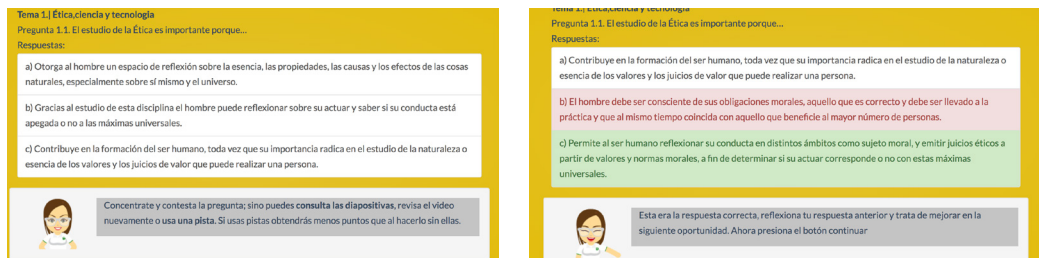 Tema 1.| Ética,ciencia y tecnología
Pregunta 1.1. El estudio de la Ética es importante porque...
Respuestas:
a) Otorga al hombre un espacio de reflexión sobre la esencia, las propiedades, las causas y los efectos de las cosas
naturales, especialmente sobre sí mismo y el universo.
b) Gracias al estudio de esta disciplina el hombre puede reflexionar sobre su actuar y saber si su conducta está
apegada o no a las máximas universales.
c) Contribuye en la formación del ser humano, toda vez que su importancia radica en el estudio de la naturaleza o
esencia de los valores y los juicios de valor que puede realizar una persona.
Concentrate y contesta la pregunta; sino puedes consulta las diapositivas, revisa el video
nuevamente o usa una pista. Si usas pistas obtendrás menos puntos que al hacerlo sin ellas.
Tema 1.| Ética,ciencia y tecnología
Pregunta 1.1. El estudio de la Ética es importante porque...
Respuestas:
a) Contribuye en la formación del ser humano, toda vez que su importancia radica en el estudio de la naturaleza o
esencia de los valores y los juicios de valor que puede realizar una persona.
b) El hombre debe ser consciente de sus obligaciones morales, aquello que es correcto y debe ser llevado a la
práctica y que al mismo tiempo coincida con aquello que beneficie al mayor número de personas.
c) Permite al ser humano reflexionar su conducta en distintos ámbitos como sujeto moral, y emitir juicios éticos a
partir de valores y normas morales, a fin de determinar si su actuar corresponde o no con estas máximas
universales.
Esta era la respuesta correcta, reflexiona tu respuesta anterior y trata de mejorar en la
siguiente oportunidad. Ahora presiona el botón continuar